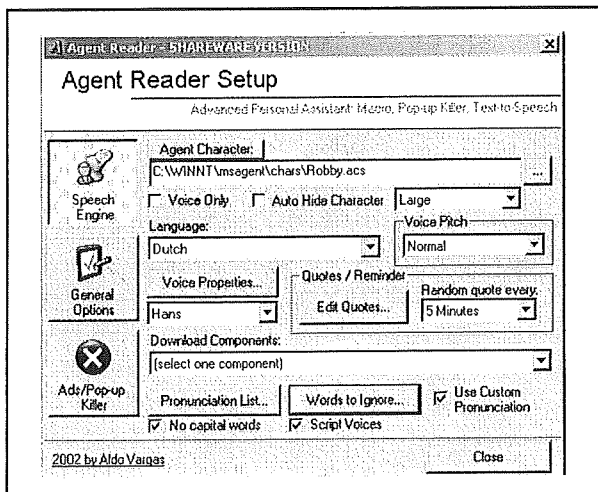 Agent Reader - SHAREWARE VERSION
Agent Reader Setup
Advanced Personal Assistant: Macro, Pop-up Killer, Text-to-Speech
Speech Engine
General Options
Ads/Pop-up Killer
Agent Character:
C:\WINNT\msagent\chars\Robby.acs
...
Voice Only
Auto Hide Character
Large
Language:
Dutch
Voice Pitch
Normal
Voice Properties...
Hans
Quotes / Reminder
Edit Quotes...
Random quote every:
5 Minutes
Download Components:
(select one component)
Pronunciation List...
Words to Ignore...
Use Custom Pronunciation
No capital words
Script Voices
2002 by Aldo Vargas
Close